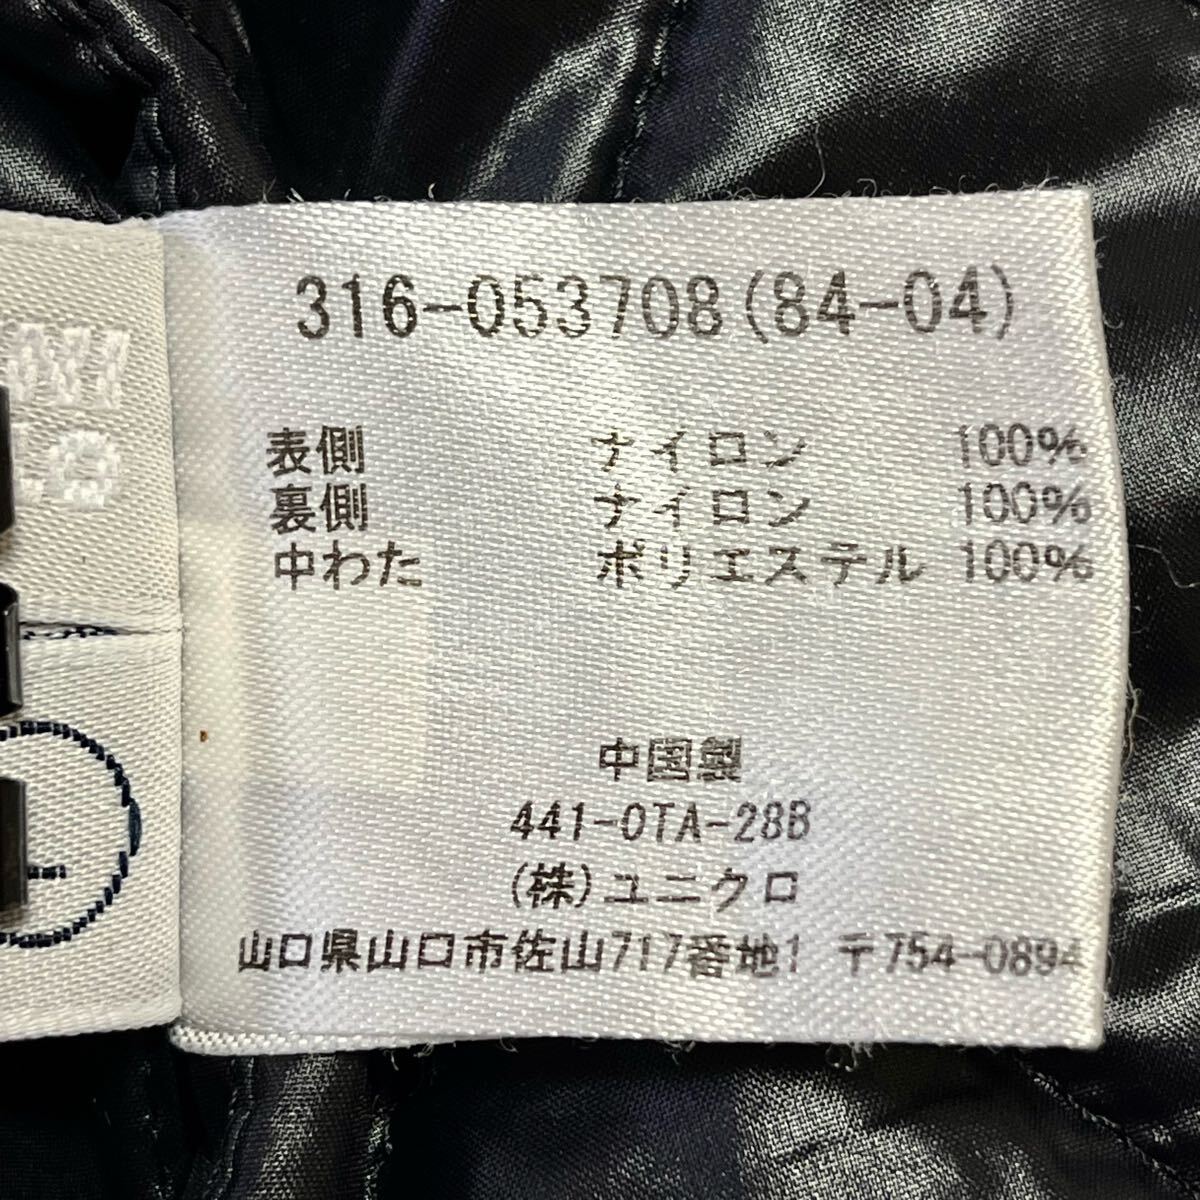 316-053708(84-04)
表側 ナイロン 100%
裏側 ナイロン 100%
中わた ポリエステル 100%
中国製
441-OTA-28B
(株)ユニクロ
山口県山口市佐山717番地1 〒754-0894